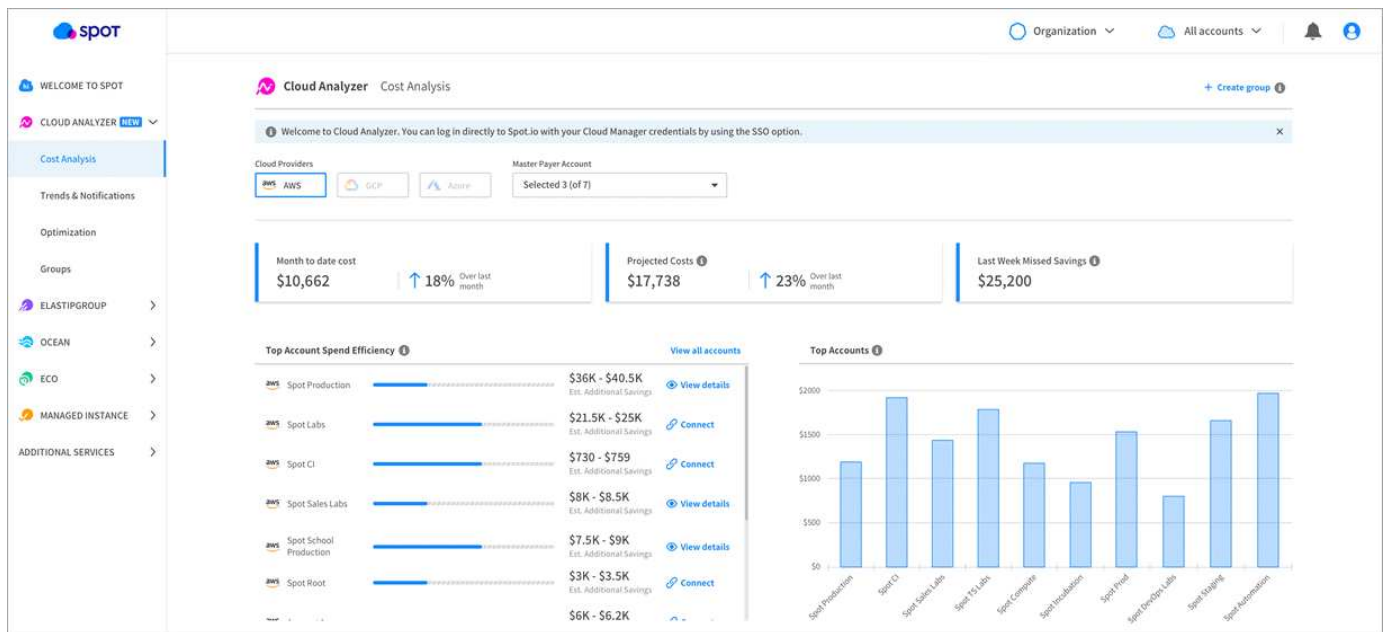 spot
Organization
All accounts
WELCOME TO SPOT
CLOUD ANALYZER NEW
Cost Analysis
Trends & Notifications
Optimization
Groups
ELASTIPGROUP
OCEAN
ECO
MANAGED INSTANCE
ADDITIONAL SERVICES
Cloud Analyzer Cost Analysis
+ Create group
Welcome to Cloud Analyzer. You can log in directly to Spot.io with your Cloud Manager credentials by using the SSO option.
Cloud Providers
Master Payer Account
aws AWS
GCP
Azure
Selected 3 (of 7)
Month to date cost
$10,662
18% Over last
month
Projected Costs
$17,738
23% Over last
month
Last Week Missed Savings
$25,200
Top Account Spend Efficiency
View all accounts
aws Spot Production
$36K - $40.5K
Est. Additional Savings
View details
aws Spot Labs
$21.5K - $25K
Est. Additional Savings
Connect
aws Spot CI
$730 - $759
Est. Additional Savings
Connect
aws Spot Sales Labs
$8K - $8.5K
Est. Additional Savings
View details
aws Spot School
Production
$7.5K - $9K
Est. Additional Savings
View details
aws Spot Root
$3K - $3.5K
Est. Additional Savings
Connect
$6K - $6.2K
Top Accounts
$2000
$1500
$1000
$500
$0
Spot Production
Spot CI
Spot Sales Labs
Spot TS Labs
Spot Compute
Spot Incubation
Spot Prod
Spot DevOps Labs
Spot Staging
Spot Automation